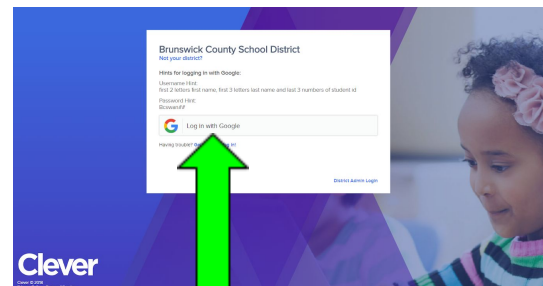 Brunswick County School District
Not your district?
Hints for logging in with Google:
Username Hint:
first 2 letters first name, first 3 letters last name and last 3 numbers of student id
Password Hint:
G Log in with Google
Having trouble?
District Admin Login
Clever
Clever © 2018